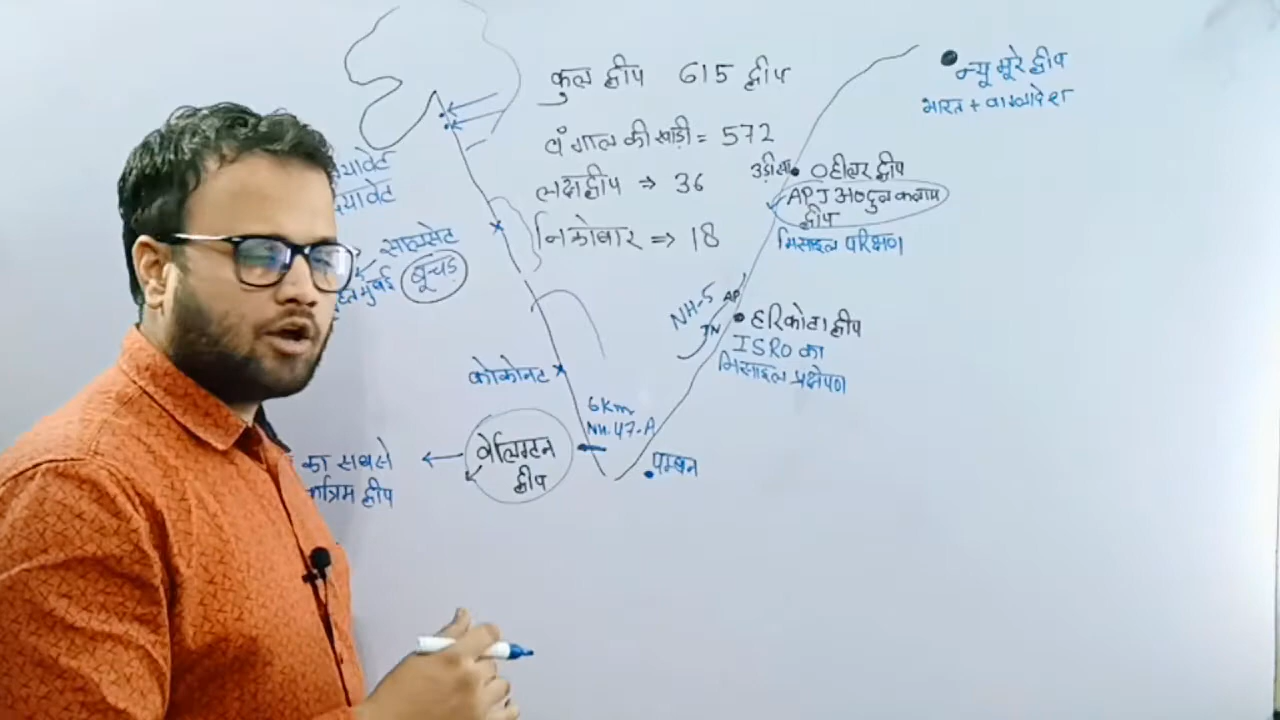 कुल द्वीप 615 द्वीप
बंगाल की खाड़ी = 572
लक्षद्वीप ⇒ 36
निकोबार ⇒ 18
न्यू मूरे द्वीप
भारत + बाग्लादेश
उड़ीसा
व्हीलर द्वीप
APJ अब्दुल कलाम
द्वीप
मिसाइल परिक्षण
NH-5
AP
TN
हरिकोटा द्वीप
ISRO का
मिसाइल प्रक्षेपण
पम्बन
साल्सेट
मुंबई
बूचड़
कोकोनट
6Km
NH.47-A
वेलिंग्टन
द्वीप
का सबसे
द्वीप